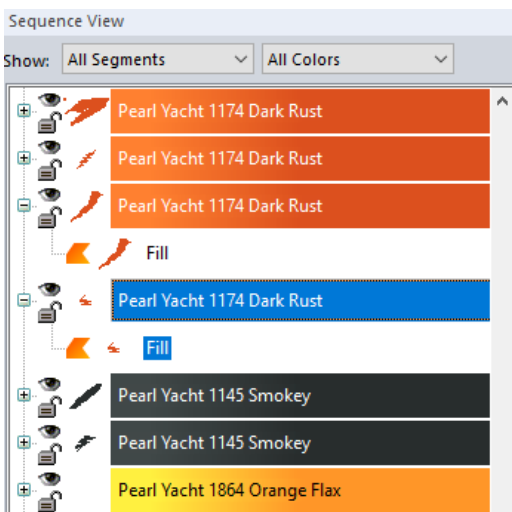 Sequence View
Show: All Segments All Colors
Pearl Yacht 1174 Dark Rust
Pearl Yacht 1174 Dark Rust
Pearl Yacht 1174 Dark Rust
Fill
Pearl Yacht 1174 Dark Rust
Fill
Pearl Yacht 1145 Smokey
Pearl Yacht 1145 Smokey
Pearl Yacht 1864 Orange Flax